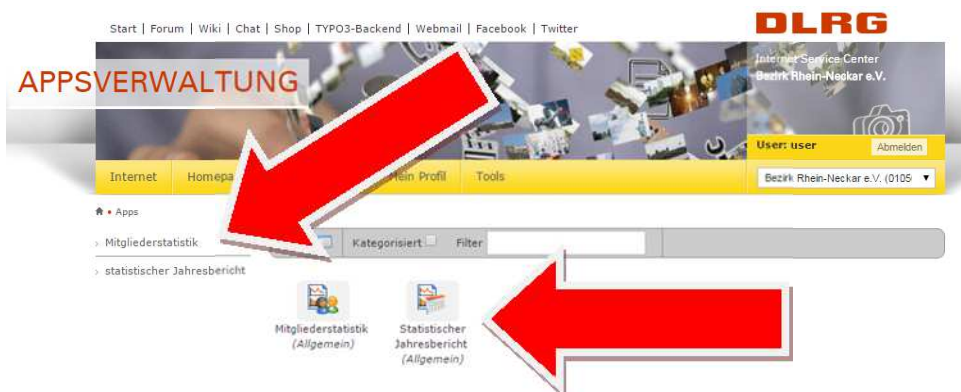 Start | Forum | Wiki | Chat | Shop | TYPO3-Backend | Webmail | Facebook | Twitter
DLRG
Internet Service Center
Bezirk Rhein-Neckar e.V.
APPSVERWALTUNG
User: user
Abmelden
Internet Homepa Mein Profil Tools
Bezirk Rhein-Neckar e.V. (0105
Apps
Mitgliederstatistik
Kategorisiert Filter
statistischer Jahresbericht
Mitgliederstatistik
(Allgemein)
Statistischer
Jahresbericht
(Allgemein)